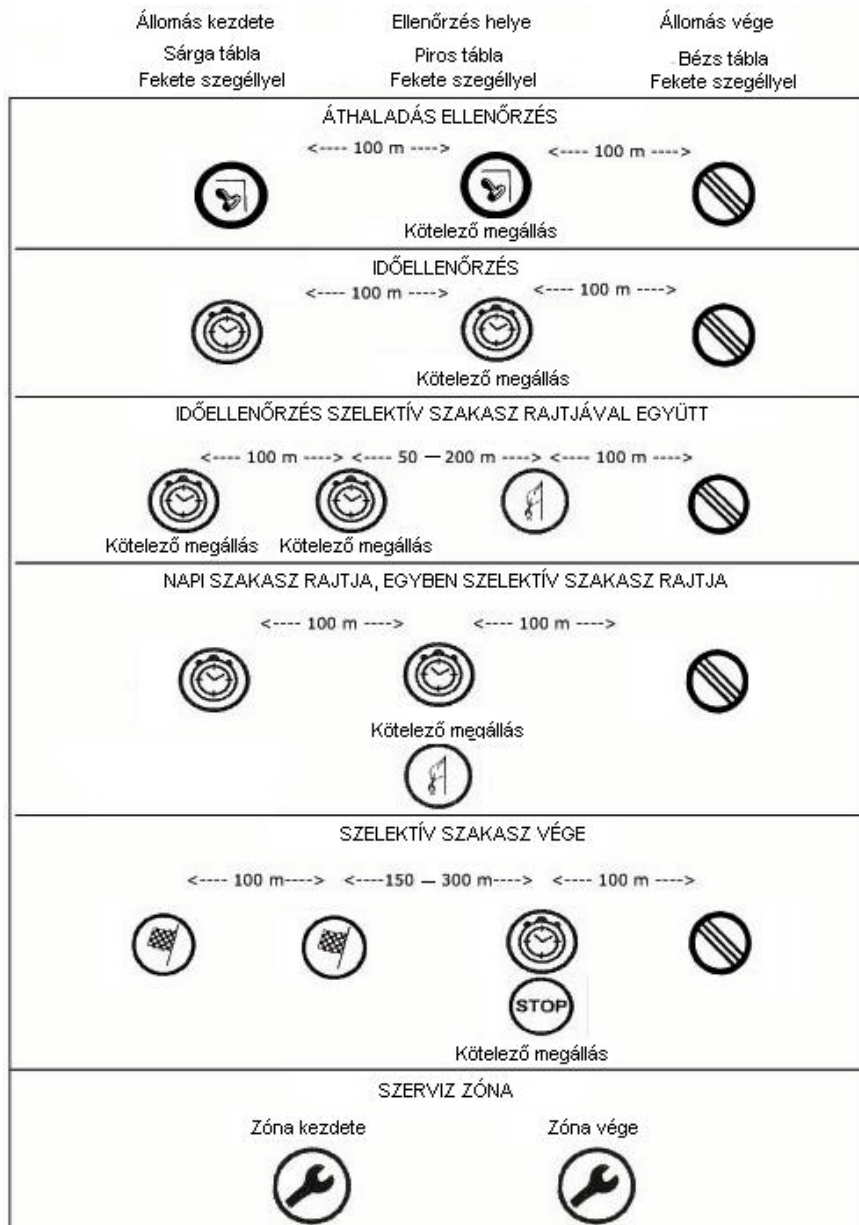 Állomás kezdete Ellenőrzés helye Állomás vége
Sárga tábla Piros tábla Bézs tábla
Fekete szegéllyel Fekete szegéllyel Fekete szegéllyel
ÁTHALADÁS ELLENŐRZÉS
<---- 100 m ----> <---- 100 m ---->
Kötelező megállás
IDŐELLENŐRZÉS
<---- 100 m ----> <---- 100 m ---->
Kötelező megállás
IDŐELLENŐRZÉS SZELEKTÍV SZAKASZ RAJTJÁVAL EGYÜTT
<---- 100 m ----> <---- 50 — 200 m ----> <---- 100 m ---->
Kötelező megállás Kötelező megállás
NAPI SZAKASZ RAJTJA, EGYBEN SZELEKTÍV SZAKASZ RAJTJA
<---- 100 m ----> <---- 100 m ---->
Kötelező megállás
SZELEKTÍV SZAKASZ VÉGE
<---- 100 m----> <----150 — 300 m----> <---- 100 m ---->
STOP
Kötelező megállás
SZERVIZ ZÓNA
Zóna kezdete Zóna vége